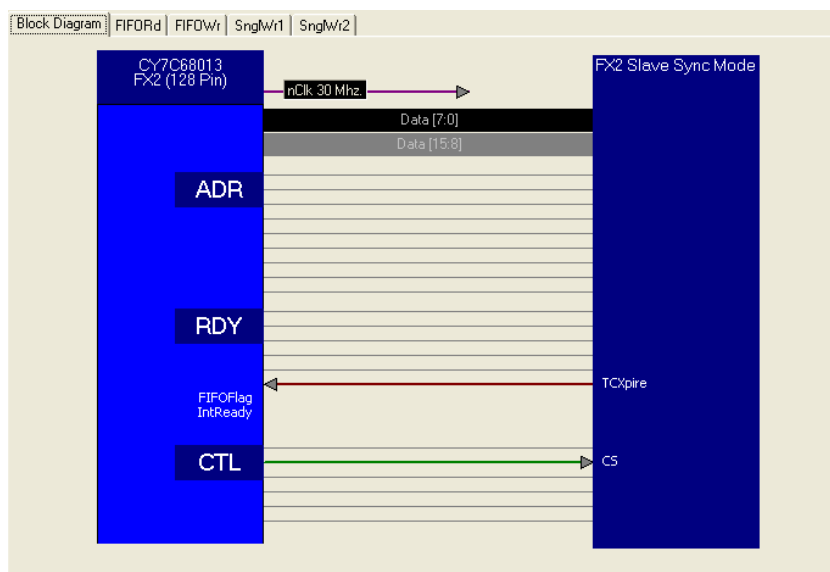 Block Diagram FIFORd FIFOWr SnglWr1 SnglWr2
CY7C68013
FX2 (128 Pin)
FX2 Slave Sync Mode
nClk 30 Mhz.
Data [7:0]
Data [15:8]
ADR
RDY
TCXpire
FIFOFlag
IntReady
CTL
CS